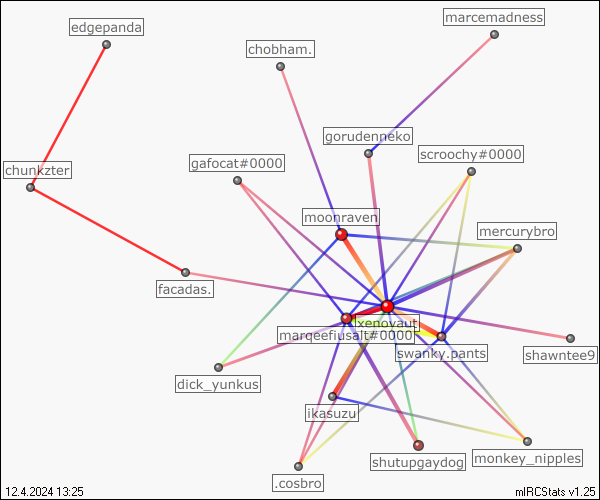 marcemadness
edgepanda
chobham.
gorudenneko
scroochy#0000
gafocat#0000
chunkzter
moonraven
mercurybro
facadas.
xenovaut
marqeefiusalt#0000
swanky.pants
shawntee9
dick_yunkus
ikasuzu
shutupgaydog
monkey_nipples
.cosbro
12.4.2024 13:25
mIRCStats v1.25